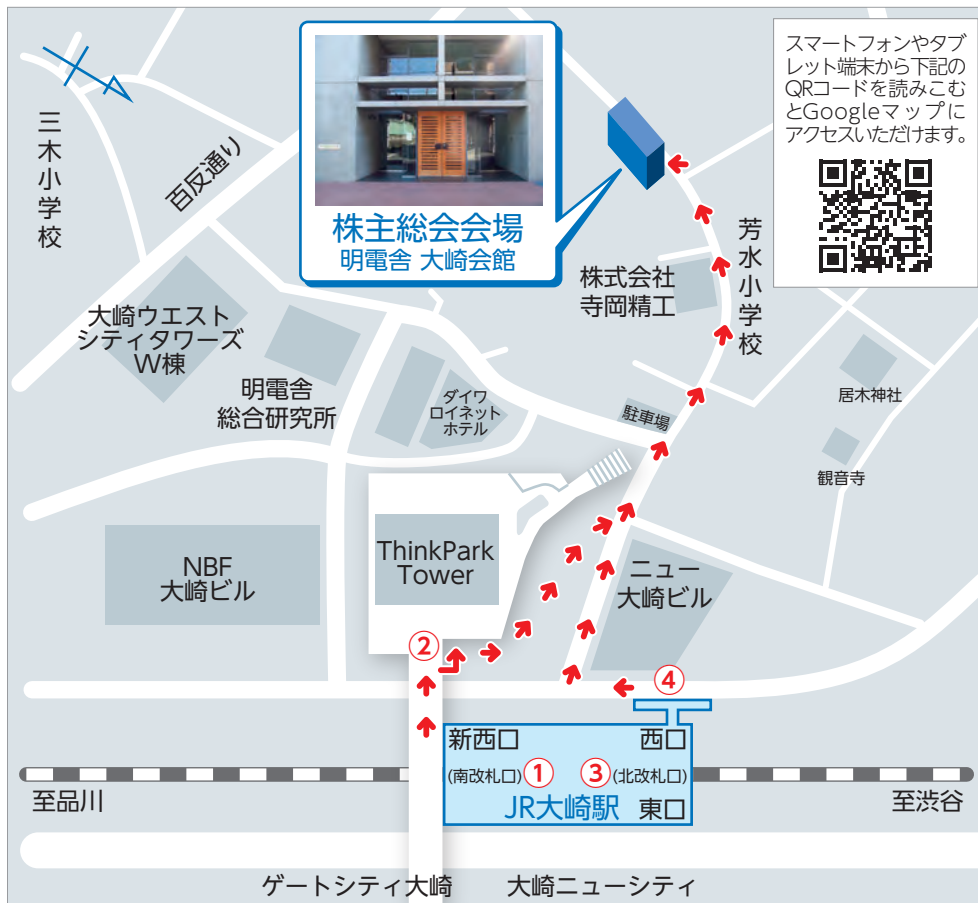 スマートフォンやタブ
レット端末から下記の
QRコードを読みこむ
とGoogleマップに
アクセスいただけます。
三木小学校
百反通り
株主総会会場
明電舎 大崎会館
芳水小学校
株式会社
寺岡精工
大崎ウエスト
シティタワーズ
W棟
明電舎
総合研究所
ダイワ
ロイネット
ホテル
駐車場
居木神社
観音寺
NBF
大崎ビル
ThinkPark
Tower
ニュー
大崎ビル
②
④
新西口
西口
(南改札口)
①
③
(北改札口)
JR大崎駅
東口
至品川
至渋谷
ゲートシティ大崎
大崎ニューシティ